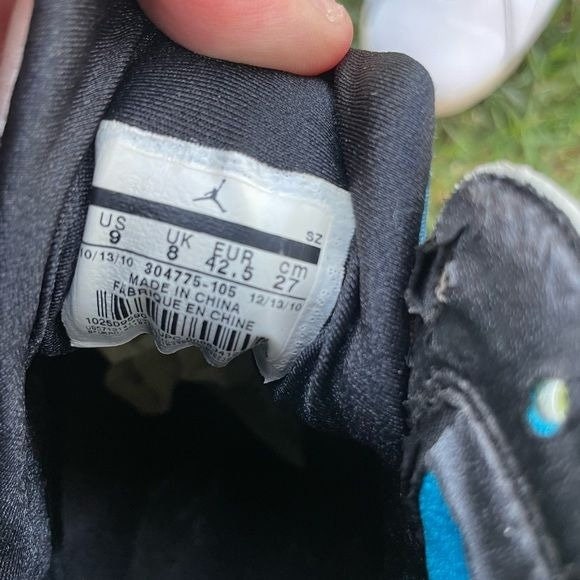 SZ
US UK EUR cm
9 8 42.5 27
10/13/10 304775-105 12/13/10
MADE IN CHINA
FABRIQUE EN CHINE